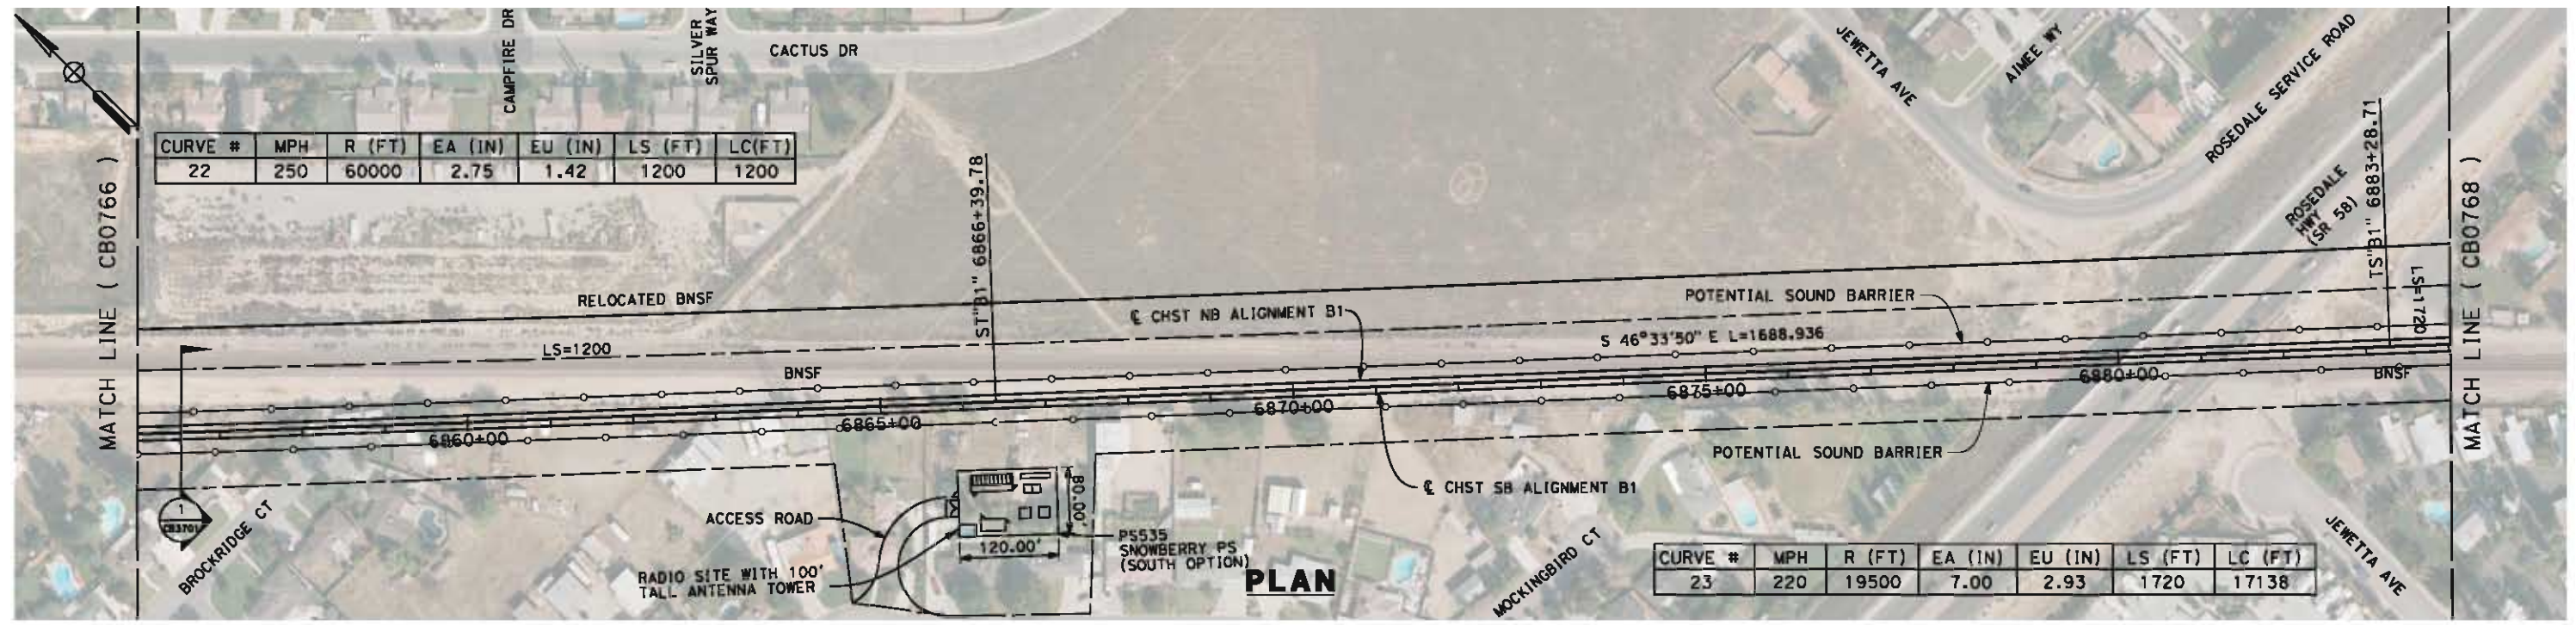 CAMPFIRE DR
SILVER
SPUR WAY
CACTUS DR
JEWETTA AVE
AIMEE WY
ROSEDALE SERVICE ROAD
CURVE # MPH R (FT) EA (IN) EU (IN) LS (FT) LC(FT)
22 250 60000 2.75 1.42 1200 1200
MATCH LINE ( CB0766 )
ST"B1" 6866+39.78
ROSEDALE
HWY
(SR 58)
TS"B1" 6883+28.71
MATCH LINE ( CB0768 )
RELOCATED BNSF
℄ CHST NB ALIGNMENT B1
POTENTIAL SOUND BARRIER
LS=1720
LS=1200
S 46°33'50" E L=1688.936
BNSF
BNSF
6860+00
6865+00
6870+00
6875+00
6880+00
POTENTIAL SOUND BARRIER
℄ CHST SB ALIGNMENT B1
1
CB3701
BROCKRIDGE CT
ACCESS ROAD
80.00'
120.00'
PS535
SNOWBERRY PS
(SOUTH OPTION)
RADIO SITE WITH 100'
TALL ANTENNA TOWER
PLAN
MOCKINGBIRD CT
CURVE # MPH R (FT) EA (IN) EU (IN) LS (FT) LC (FT)
23 220 19500 7.00 2.93 1720 17138
JEWETTA AVE